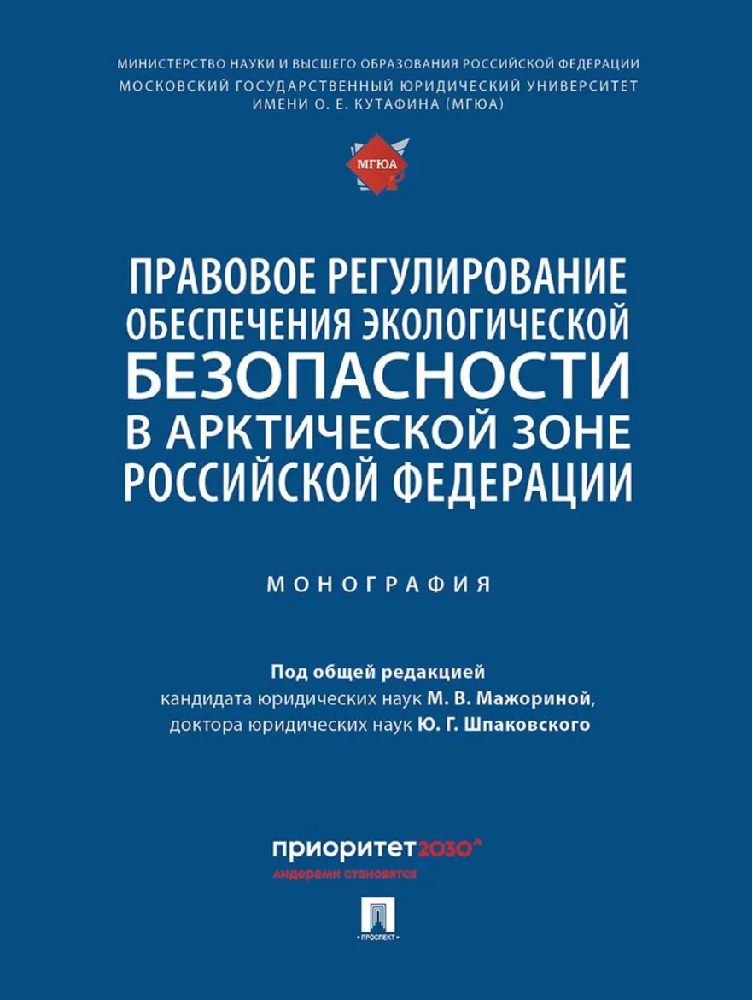 МИНИСТЕРСТВО НАУКИ И ВЫСШЕГО ОБРАЗОВАНИЯ РОССИЙСКОЙ ФЕДЕРАЦИИ
МОСКОВСКИЙ ГОСУДАРСТВЕННЫЙ ЮРИДИЧЕСКИЙ УНИВЕРСИТЕТ
ИМЕНИ О. Е. КУТАФИНА (МГЮА)
МГЮА
ПРАВОВОЕ РЕГУЛИРОВАНИЕ
ОБЕСПЕЧЕНИЯ ЭКОЛОГИЧЕСКОЙ
БЕЗОПАСНОСТИ
В АРКТИЧЕСКОЙ ЗОНЕ
РОССИЙСКОЙ ФЕДЕРАЦИИ
МОНОГРАФИЯ
Под общей редакцией
кандидата юридических наук М. В. Мажориной,
доктора юридических наук Ю. Г. Шпаковского
приоритет2030^
лидерами становятся
• ПРОСПЕКТ •